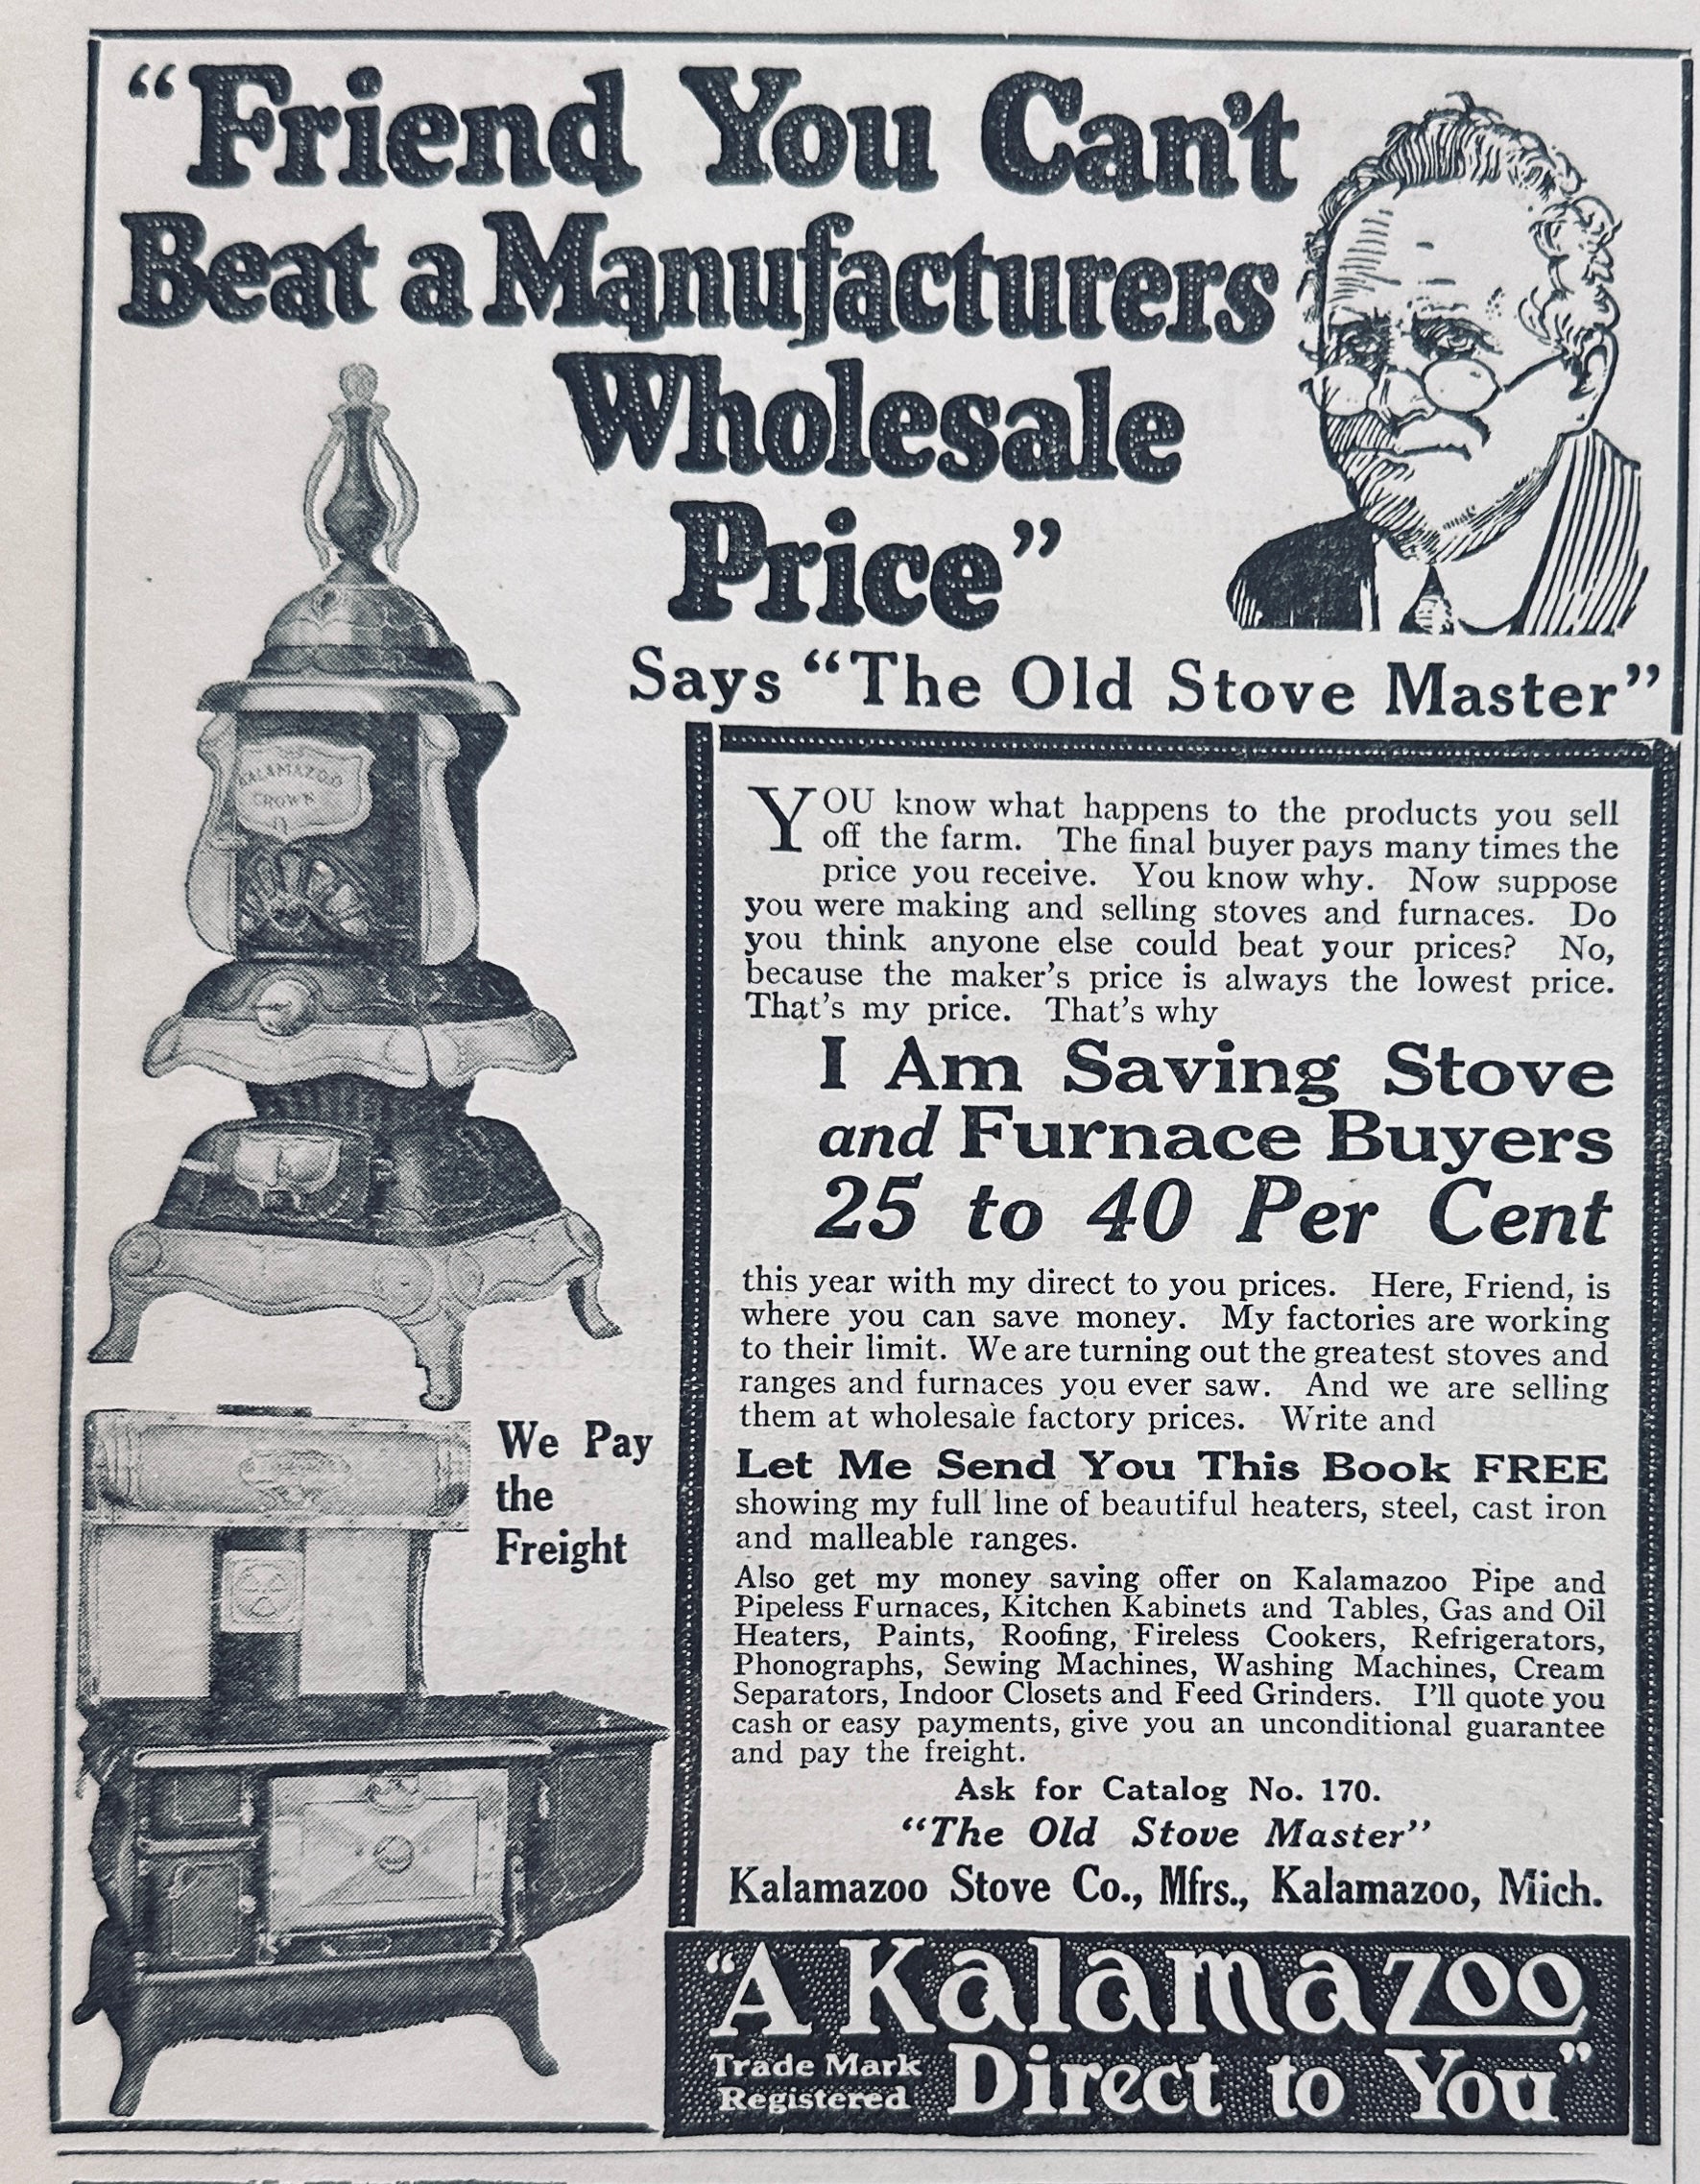 “Friend You Can't
Beat a Manufacturers
Wholesale
Price”
Says “The Old Stove Master”
KALAMAZOO
CROWN
YOU know what happens to the products you sell
off the farm. The final buyer pays many times the
price you receive. You know why. Now suppose
you were making and selling stoves and furnaces. Do
you think anyone else could beat your prices? No,
because the maker's price is always the lowest price.
That's my price. That's why
I Am Saving Stove
and Furnace Buyers
25 to 40 Per Cent
this year with my direct to you prices. Here, Friend, is
where you can save money. My factories are working
to their limit. We are turning out the greatest stoves and
ranges and furnaces you ever saw. And we are selling
them at wholesale factory prices. Write and
Let Me Send You This Book FREE
showing my full line of beautiful heaters, steel, cast iron
and malleable ranges.
Also get my money saving offer on Kalamazoo Pipe and
Pipeless Furnaces, Kitchen Kabinets and Tables, Gas and Oil
Heaters, Paints, Roofing, Fireless Cookers, Refrigerators,
Phonographs, Sewing Machines, Washing Machines, Cream
Separators, Indoor Closets and Feed Grinders. I'll quote you
cash or easy payments, give you an unconditional guarantee
and pay the freight.
Ask for Catalog No. 170.
“The Old Stove Master”
Kalamazoo Stove Co., Mfrs., Kalamazoo, Mich.
We Pay
the
Freight
“A Kalamazoo
Trade Mark
Registered
Direct to You”